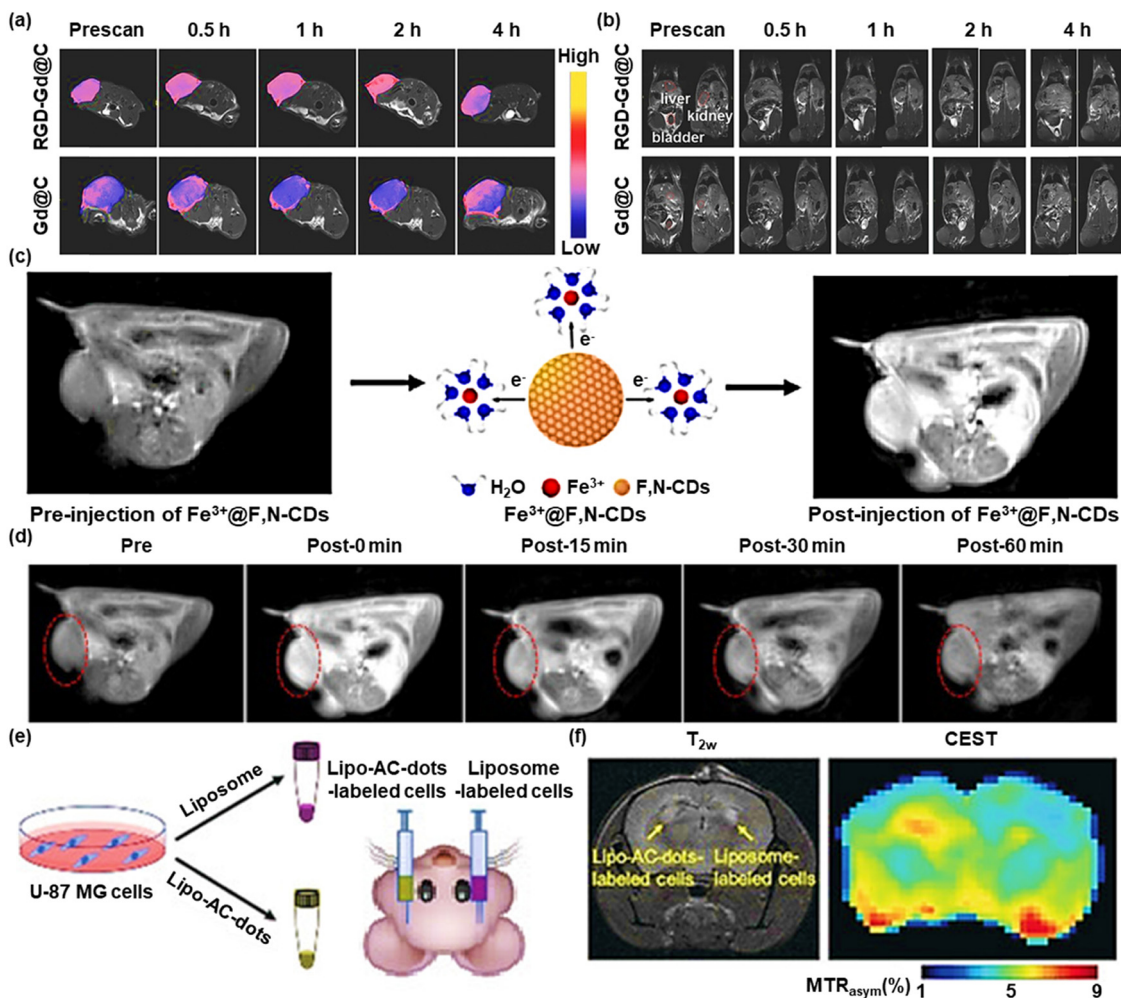 (a)
Prescan 0.5 h 1 h 2 h 4 h
RGD-Gd@C
Gd@C
High
Low
(b)
Prescan 0.5 h 1 h 2 h 4 h
RGD-Gd@C
liver
kidney
bladder
Gd@C
(c)
e-
e-
e-
H2O Fe3+ F,N-CDs
Pre-injection of Fe3+@F,N-CDs
Fe3+@F,N-CDs
Post-injection of Fe3+@F,N-CDs
(d)
Pre Post-0 min Post-15 min Post-30 min Post-60 min
(e)
U-87 MG cells
Liposome
Lipo-AC-dots
Lipo-AC-dots
-labeled cells
Liposome
-labeled cells
(f)
T2w
Lipo-AC-dots-
labeled cells
Liposome-
labeled cells
CEST
MTRasym(%)
1 5 9